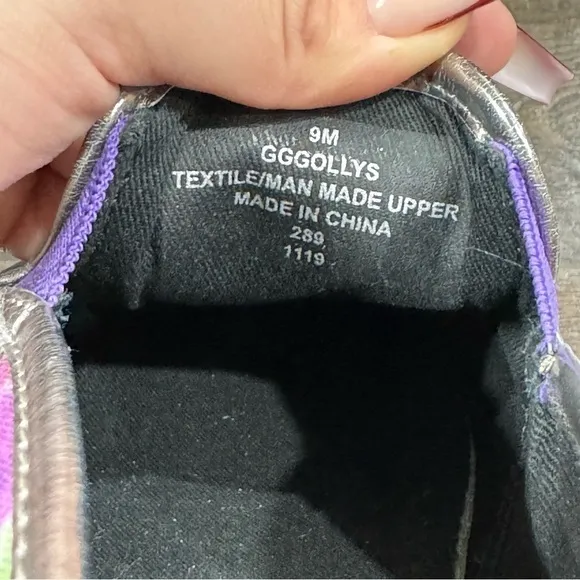 9M
GGGOLLYS
TEXTILE/MAN MADE UPPER
MADE IN CHINA
289
1119